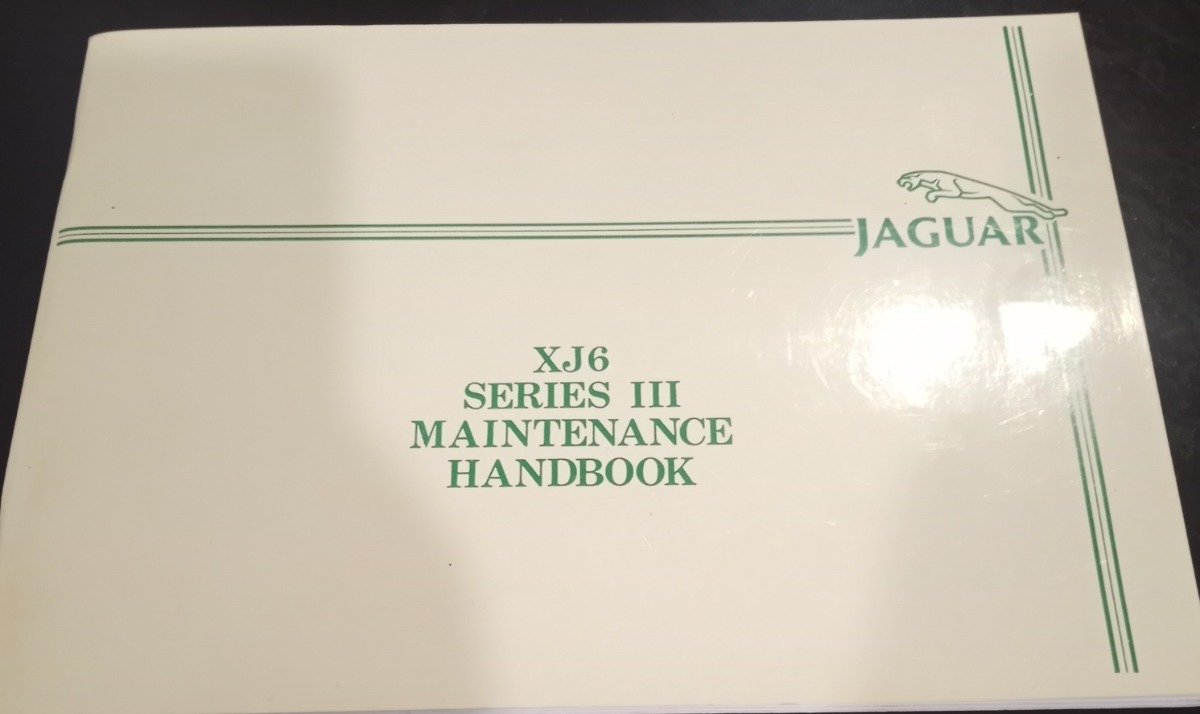 JAGUAR
XJ6
SERIES III
MAINTENANCE
HANDBOOK